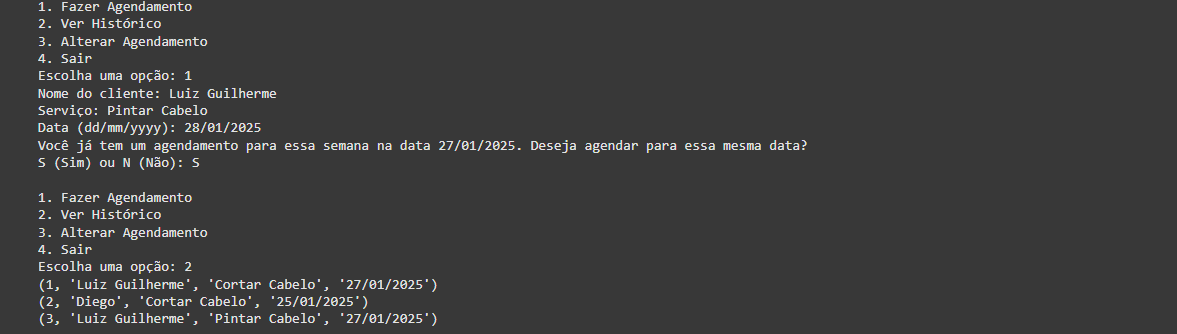 1. Fazer Agendamento
2. Ver Histórico
3. Alterar Agendamento
4. Sair
Escolha uma opção: 1
Nome do cliente: Luiz Guilherme
Serviço: Pintar Cabelo
Data (dd/mm/yyyy): 28/01/2025
Você já tem um agendamento para essa semana na data 27/01/2025. Deseja agendar para essa mesma data?
S (Sim) ou N (Não): S
1. Fazer Agendamento
2. Ver Histórico
3. Alterar Agendamento
4. Sair
Escolha uma opção: 2
(1, 'Luiz Guilherme', 'Cortar Cabelo', '27/01/2025')
(2, 'Diego', 'Cortar Cabelo', '25/01/2025')
(3, 'Luiz Guilherme', 'Pintar Cabelo', '27/01/2025')